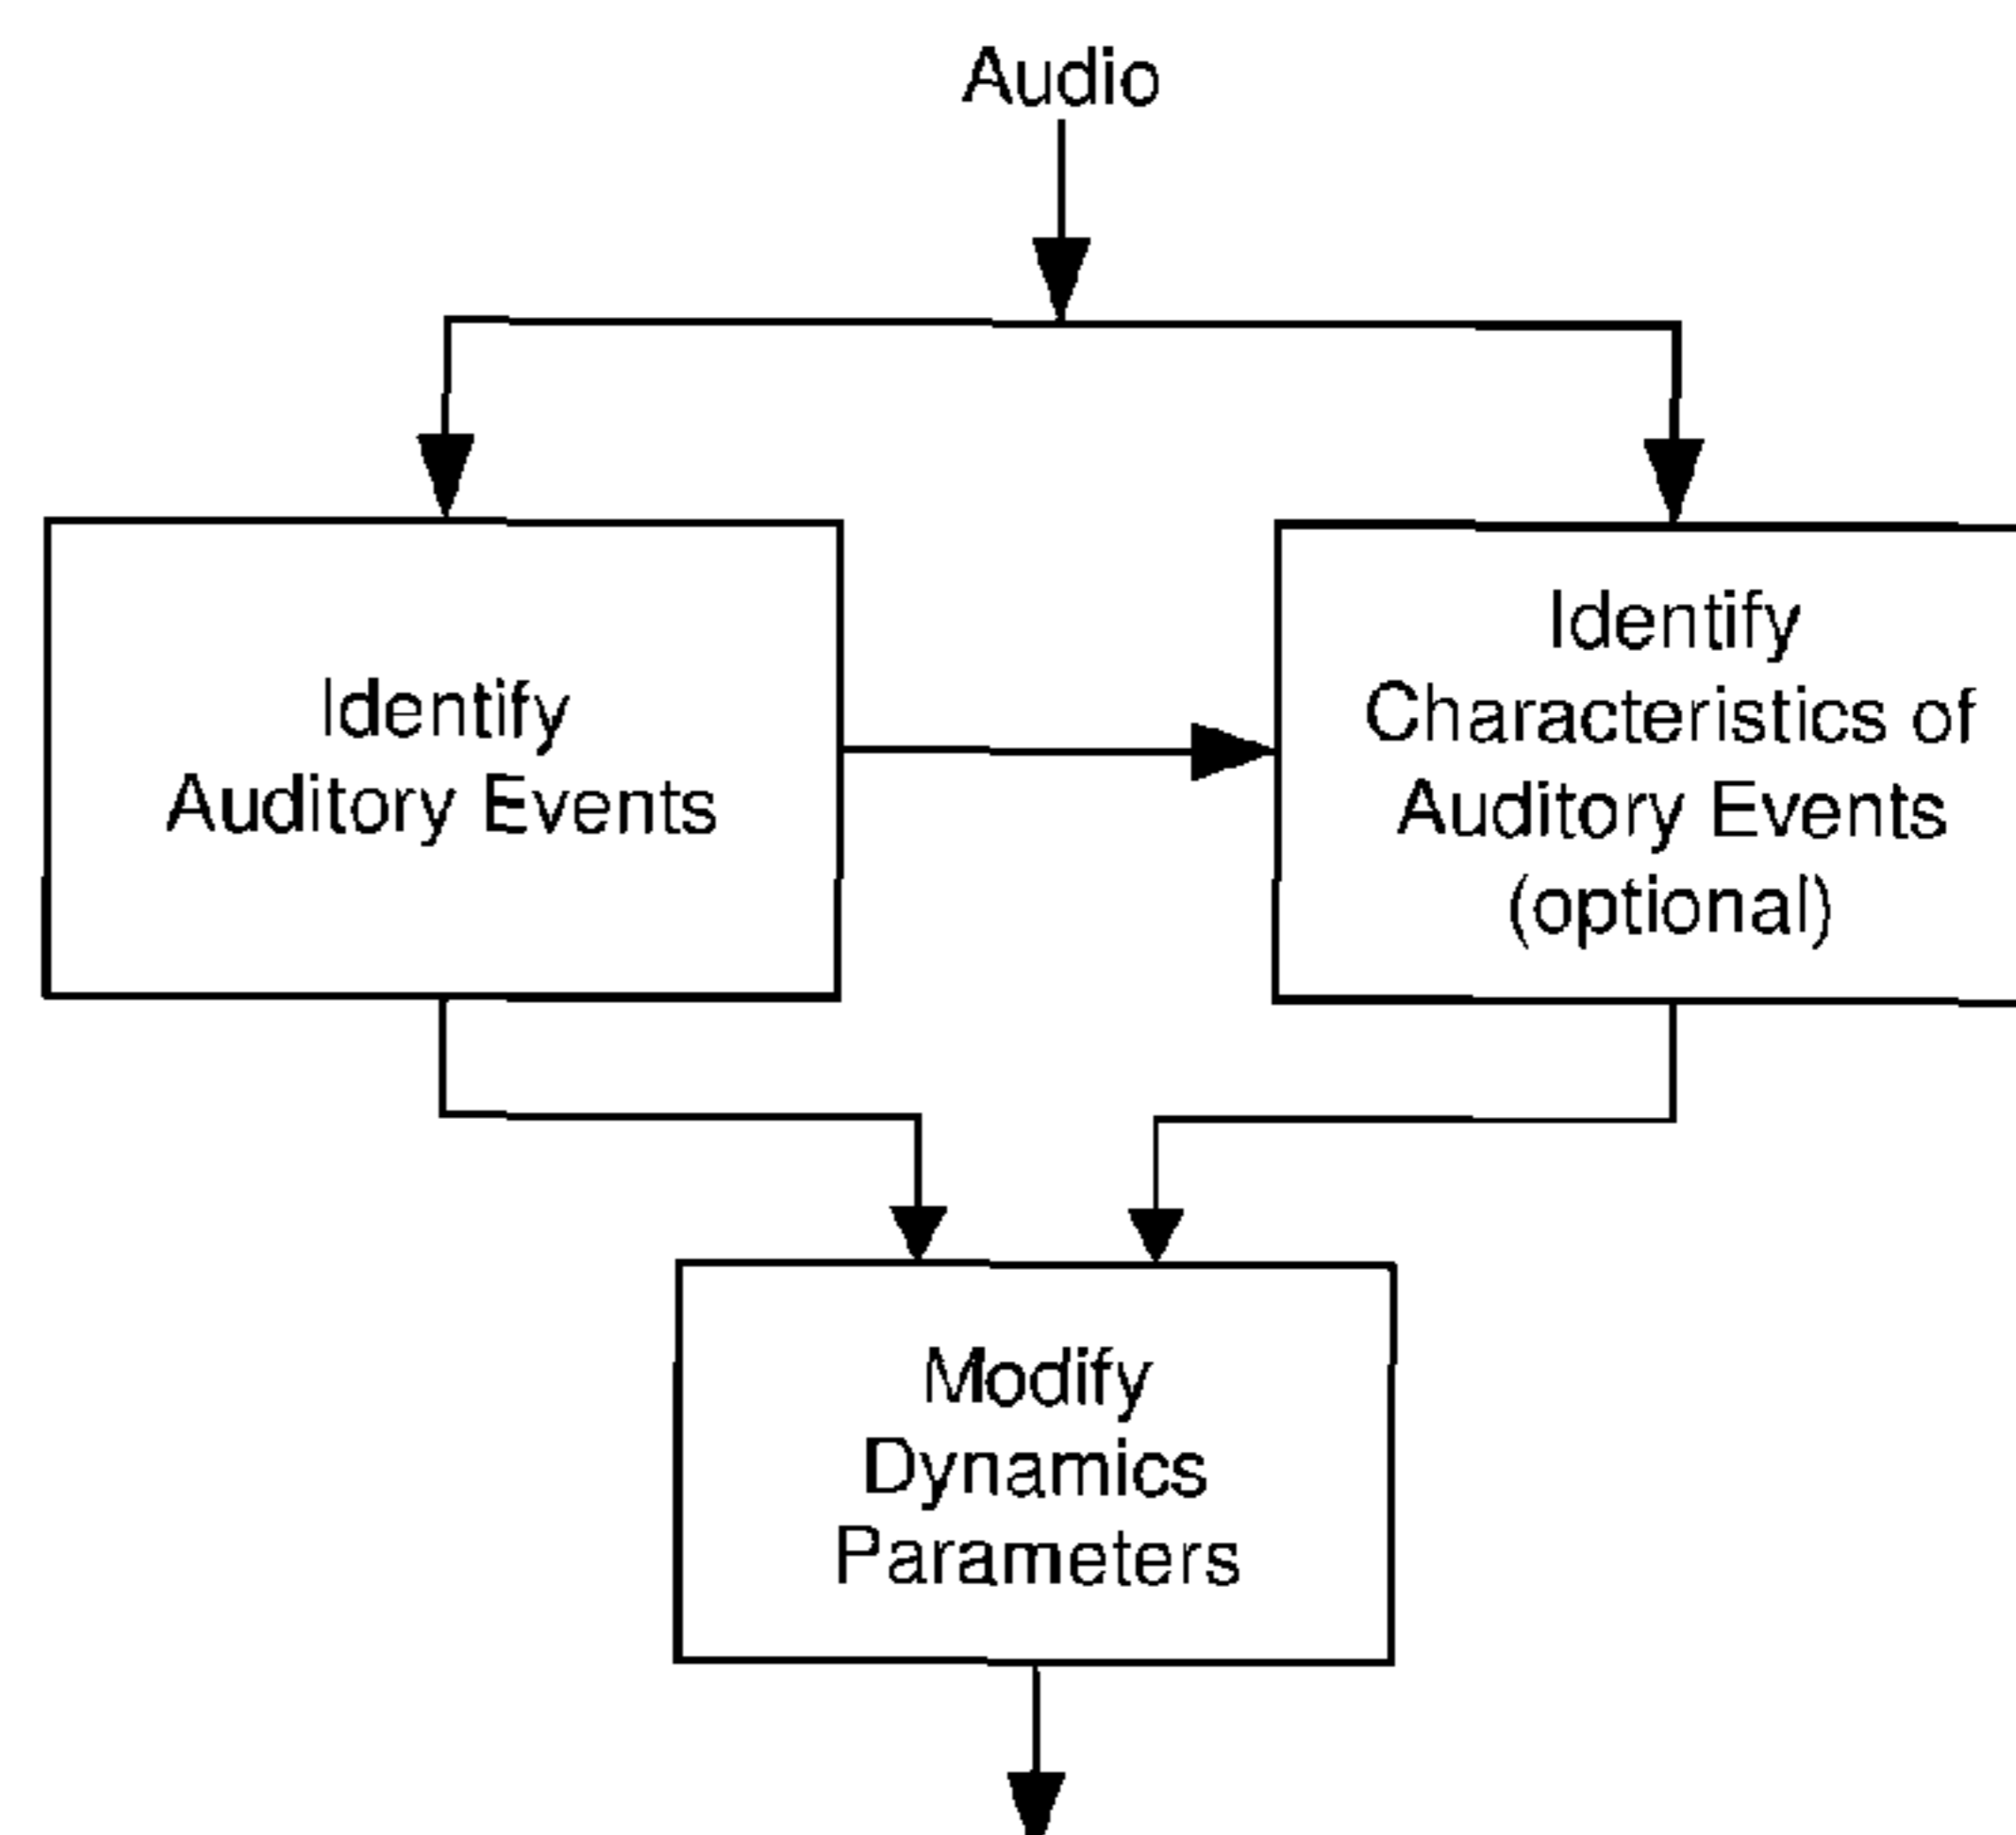 Audio
Identify
Auditory Events
Identify
Characteristics of
Auditory Events
(optional)
Modify
Dynamics
Parameters